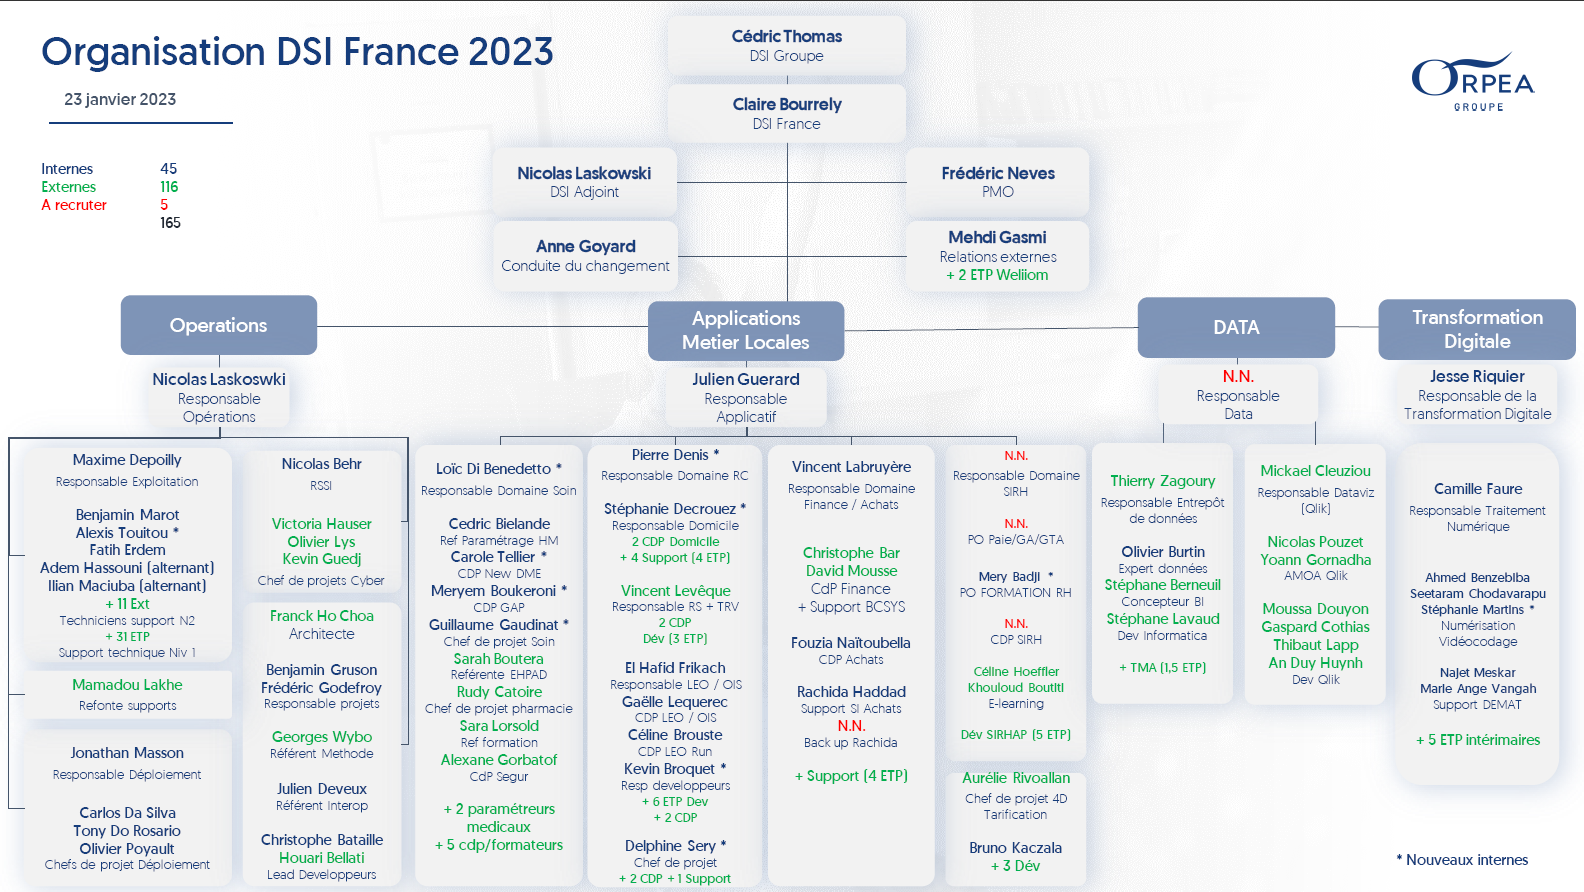 Organisation DSI France 2023
23 janvier 2023
Internes 45
Externes 116
A recruter 5
165
ORPEA
GROUPE
Cédric Thomas
DSI Groupe
Claire Bourrely
DSI France
Nicolas Laskowski
DSI Adjoint
Frédéric Neves
PMO
Anne Goyard
Conduite du changement
Mehdi Gasmi
Relations externes
+ 2 ETP Weliiom
Operations
Nicolas Laskoswki
Responsable
Opérations
Maxime Depoilly
Responsable Exploitation
Benjamin Marot
Alexis Touitou *
Fatih Erdem
Adem Hassouni (alternant)
Ilian Maciuba (alternant)
+ 11 Ext
Techniciens support N2
+ 31 ETP
Support technique Niv 1
Mamadou Lakhe
Refonte supports
Jonathan Masson
Responsable Déploiement
Carlos Da Silva
Tony Do Rosario
Olivier Poyault
Chefs de projet Déploiement
Nicolas Behr
RSSI
Victoria Hauser
Olivier Lys
Kevin Guedj
Chef de projets Cyber
Franck Ho Choa
Architecte
Benjamin Gruson
Frédéric Godefroy
Responsable projets
Georges Wybo
Référent Methode
Julien Deveux
Référent Interop
Christophe Bataille
Houari Bellati
Lead Developpeurs
Applications
Metier Locales
Julien Guerard
Responsable
Applicatif
Loïc Di Benedetto *
Responsable Domaine Soin
Cedric Bielande
Ref Paramétrage HM
Carole Tellier *
CDP New DME
Meryem Boukeroni *
CDP GAP
Guillaume Gaudinat *
Chef de projet Soin
Sarah Boutera
Reférente EHPAD
Rudy Catoire
Chef de projet pharmacie
Sara Lorsold
Ref formation
Alexane Gorbatof
CdP Segur
+ 2 paramétreurs
medicaux
+ 5 cdp/formateurs
Pierre Denis *
Responsable Domaine RC
Stéphanie Decrouez *
Responsable Domicile
2 CDP Domicile
+ 4 Support (4 ETP)
Vincent Levêque
Responsable RS + TRV
2 CDP
Dév (3 ETP)
El Hafid Frikach
Responsable LEO / OIS
Gaëlle Lequerec
CDP LEO / OIS
Céline Brouste
CDP LEO Run
Kevin Broquet *
Resp developpeurs
+ 6 ETP Dev
+ 2 CDP
Delphine Sery *
Chef de projet
+ 2 CDP + 1 Support
Vincent Labruyère
Responsable Domaine
Finance / Achats
Christophe Bar
David Mousse
CdP Finance
+ Support BCSYS
Fouzia Naïtoubella
CDP Achats
Rachida Haddad
Support SI Achats
N.N.
Back up Rachida
+ Support (4 ETP)
N.N.
Responsable Domaine
SIRH
N.N.
PO Paie/GA/GTA
Mery Badji *
PO FORMATION RH
N.N.
CDP SIRH
Céline Hoeffler
Khouloud Boutiti
E-learning
Dév SIRHAP (5 ETP)
Aurélie Rivoallan
Chef de projet 4D
Tarification
Bruno Kaczala
+ 3 Dév
DATA
N.N.
Responsable
Data
Thierry Zagoury
Responsable Entrepôt
de données
Olivier Burtin
Expert données
Stéphane Berneuil
Concepteur BI
Stéphane Lavaud
Dev Informatica
+ TMA (1,5 ETP)
Mickael Cleuziou
Responsable Dataviz
(Qlik)
Nicolas Pouzet
Yoann Gornadha
AMOA Qlik
Moussa Douyon
Gaspard Cothias
Thibaut Lapp
An Duy Huynh
Dev Qlik
Transformation
Digitale
Jesse Riquier
Responsable de la
Transformation Digitale
Camille Faure
Responsable Traitement
Numérique
Ahmed Benzebiba
Seetaram Chodavarapu
Stéphanie Martins *
Numérisation
Vidéocodage
Najet Meskar
Marie Ange Vangah
Support DEMAT
+ 5 ETP intérimaires
* Nouveaux internes